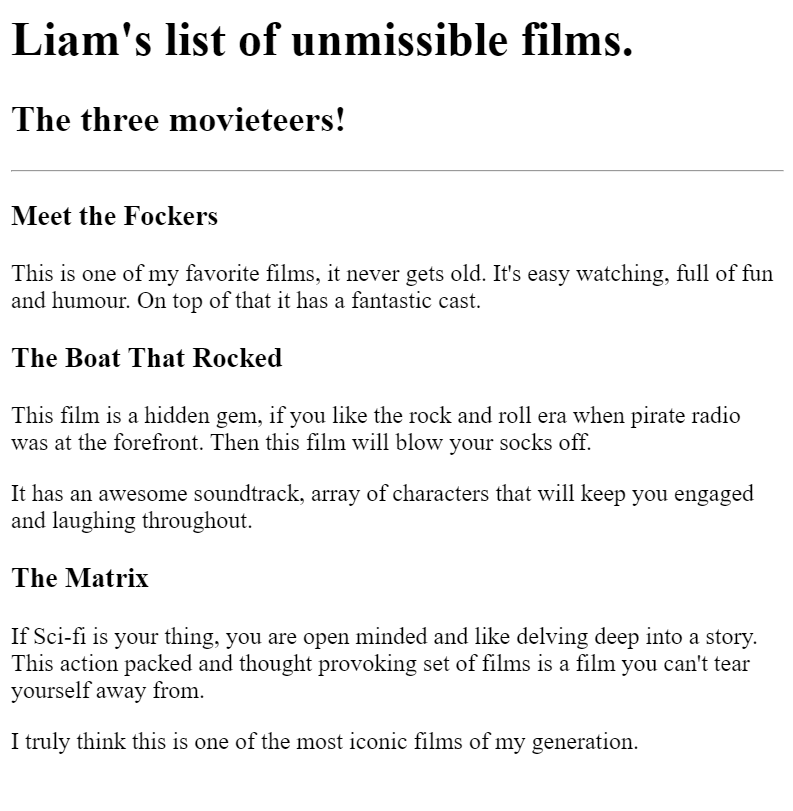 Liam's list of unmissible films.
The three movieteers!
Meet the Fockers
This is one of my favorite films, it never gets old. It's easy watching, full of fun
and humour. On top of that it has a fantastic cast.
The Boat That Rocked
This film is a hidden gem, if you like the rock and roll era when pirate radio
was at the forefront. Then this film will blow your socks off.
It has an awesome soundtrack, array of characters that will keep you engaged
and laughing throughout.
The Matrix
If Sci-fi is your thing, you are open minded and like delving deep into a story.
This action packed and thought provoking set of films is a film you can't tear
yourself away from.
I truly think this is one of the most iconic films of my generation.